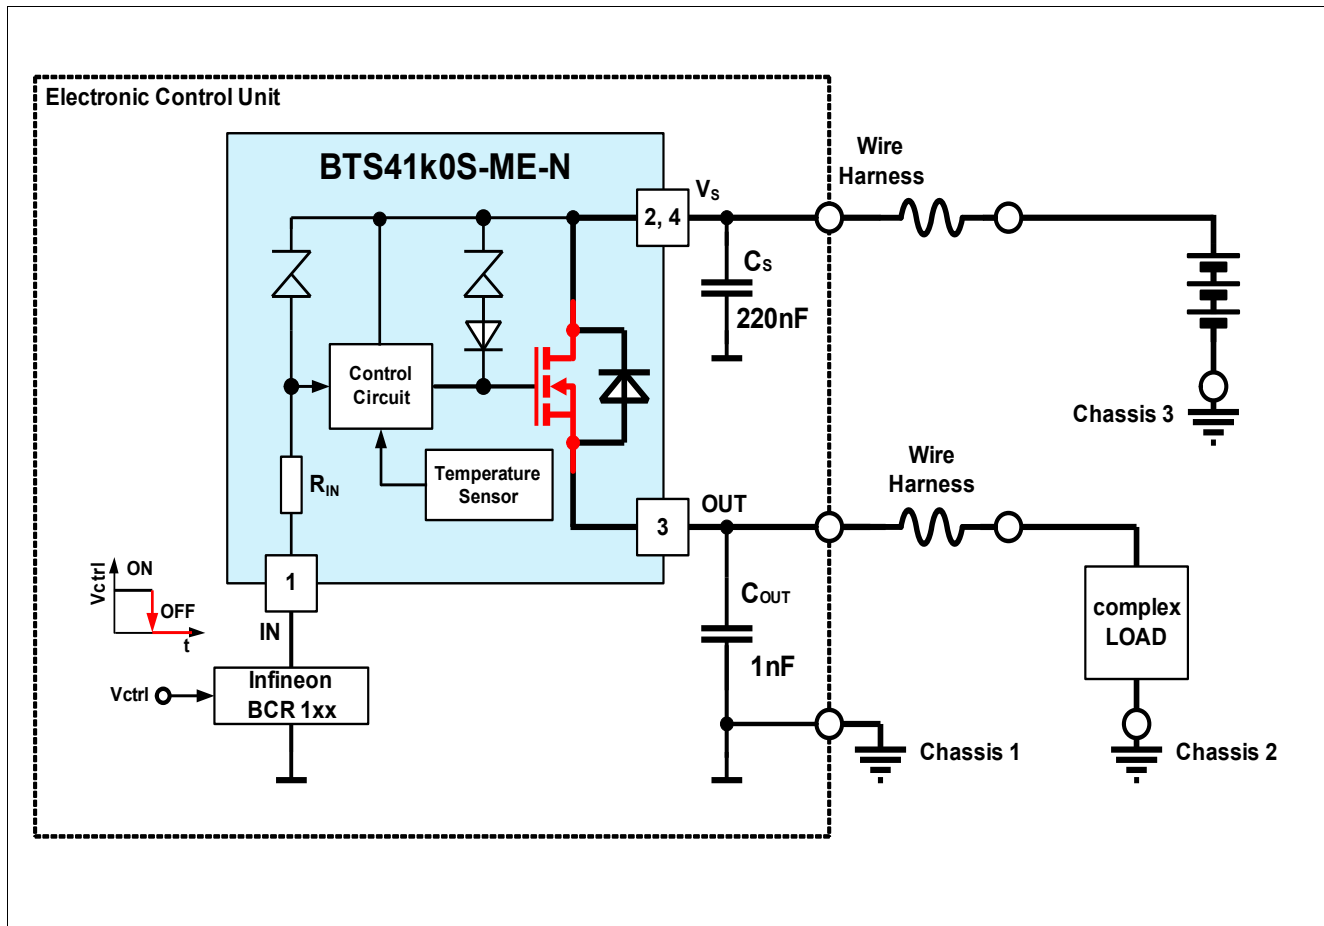 Electronic Control Unit
BTS41k0S-ME-N
VS
2, 4
Wire
Harness
CS
220nF
Control
Circuit
Chassis 3
Temperature
Sensor
RIN
Wire
Harness
OUT
3
Vctrl
ON
OFF
t
1
IN
COUT
1nF
complex
LOAD
Vctrl
Infineon
BCR 1xx
Chassis 1
Chassis 2